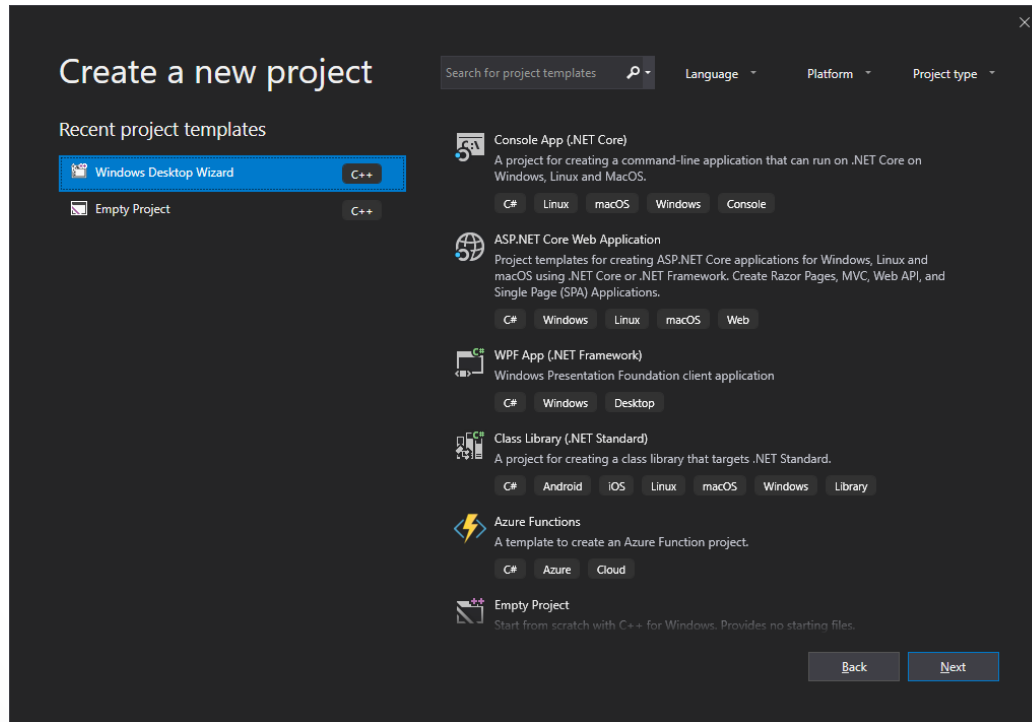 Create a new project
Search for project templates
Language
Platform
Project type
Recent project templates
Windows Desktop Wizard
C++
Empty Project
C++
Console App (.NET Core)
A project for creating a command-line application that can run on .NET Core on
Windows, Linux and MacOS.
C# Linux macOS Windows Console
ASP.NET Core Web Application
Project templates for creating ASP.NET Core applications for Windows, Linux and
macOS using .NET Core or .NET Framework. Create Razor Pages, MVC, Web API, and
Single Page (SPA) Applications.
C# Windows Linux macOS Web
WPF App (.NET Framework)
Windows Presentation Foundation client application
C# Windows Desktop
Class Library (.NET Standard)
A project for creating a class library that targets .NET Standard.
C# Android iOS Linux macOS Windows Library
Azure Functions
A template to create an Azure Function project.
C# Azure Cloud
Empty Project
Start from scratch with C++ for Windows. Provides no starting files.
Back
Next